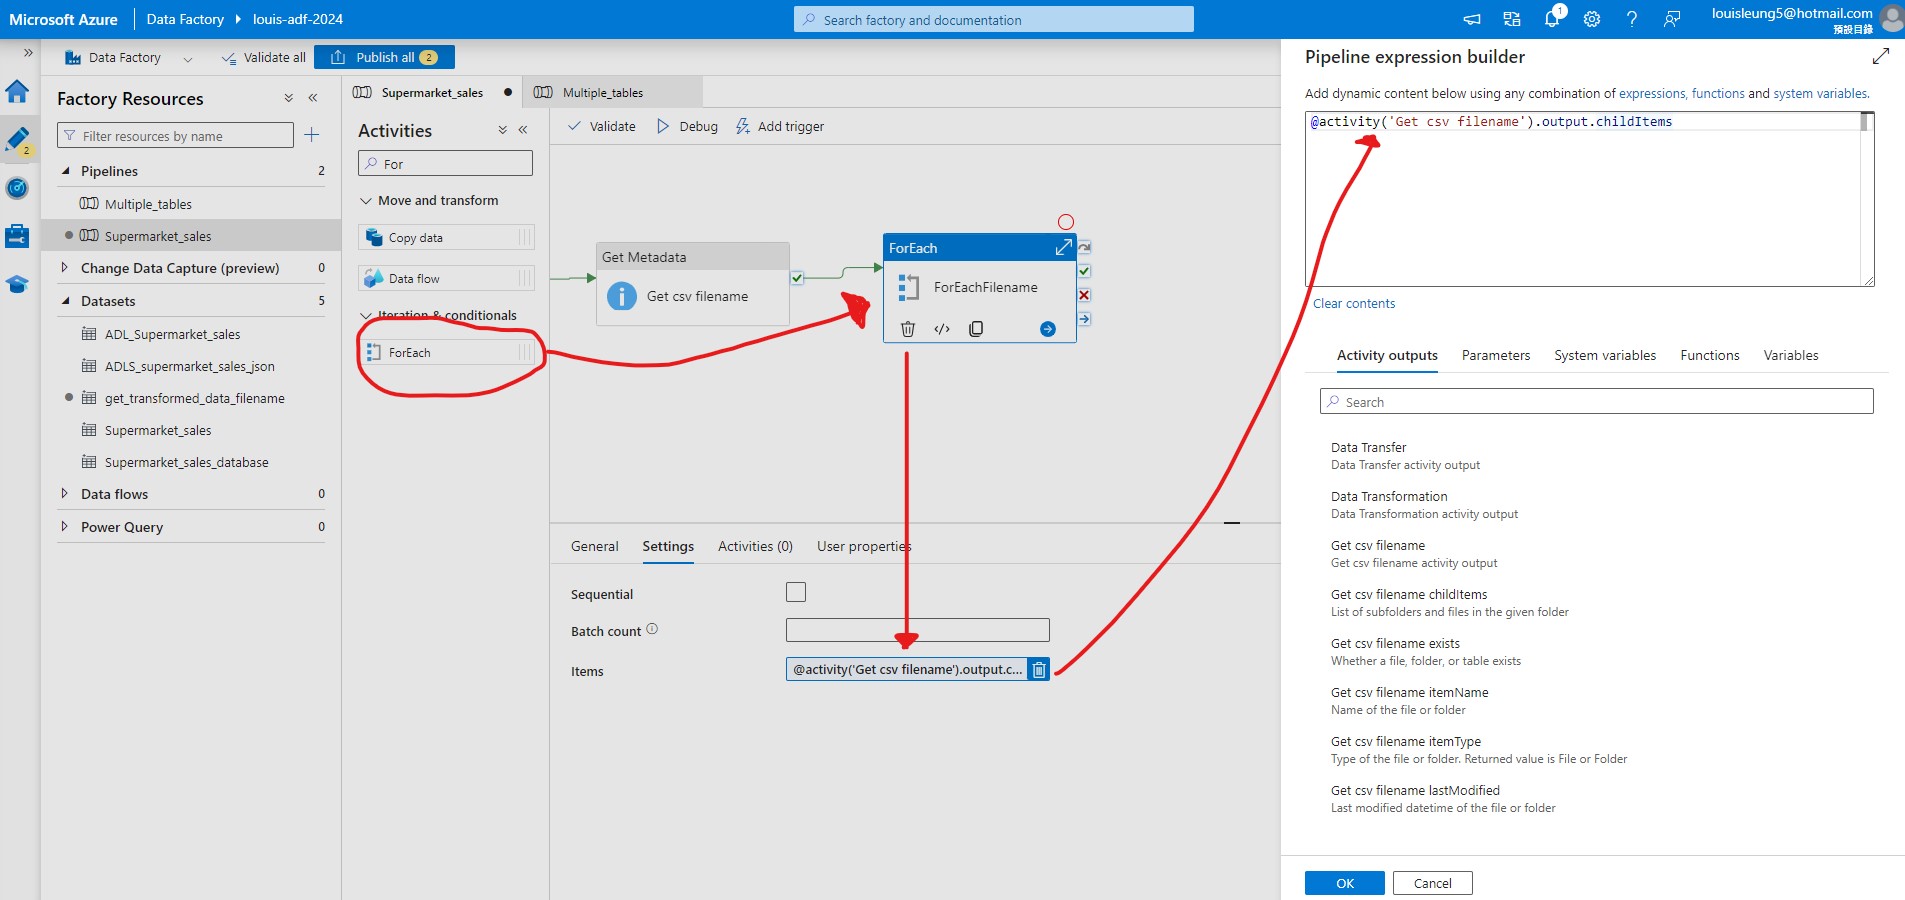 Microsoft Azure
Data Factory
louis-adf-2024
Search factory and documentation
1
louisleung5@hotmail.com
預設目錄
Data Factory
Validate all
Publish all
2
2
Factory Resources
Filter resources by name
Pipelines 2
Multiple_tables
Supermarket_sales
Change Data Capture (preview) 0
Datasets 5
ADL_Supermarket_sales
ADLS_supermarket_sales_json
get_transformed_data_filename
Supermarket_sales
Supermarket_sales_database
Data flows 0
Power Query 0
Supermarket_sales
Multiple_tables
Activities
For
Move and transform
Copy data
Data flow
Iteration & conditionals
ForEach
Validate
Debug
Add trigger
Get Metadata
Get csv filename
ForEach
ForEachFilename
General
Settings
Activities (0)
User properties
Sequential
Batch count
Items
@activity('Get csv filename').output.c...
Pipeline expression builder
Add dynamic content below using any combination of expressions, functions and system variables.
@activity('Get csv filename').output.childItems
Clear contents
Activity outputs
Parameters
System variables
Functions
Variables
Search
Data Transfer
Data Transfer activity output
Data Transformation
Data Transformation activity output
Get csv filename
Get csv filename activity output
Get csv filename childItems
List of subfolders and files in the given folder
Get csv filename exists
Whether a file, folder, or table exists
Get csv filename itemName
Name of the file or folder
Get csv filename itemType
Type of the file or folder. Returned value is File or Folder
Get csv filename lastModified
Last modified datetime of the file or folder
OK
Cancel